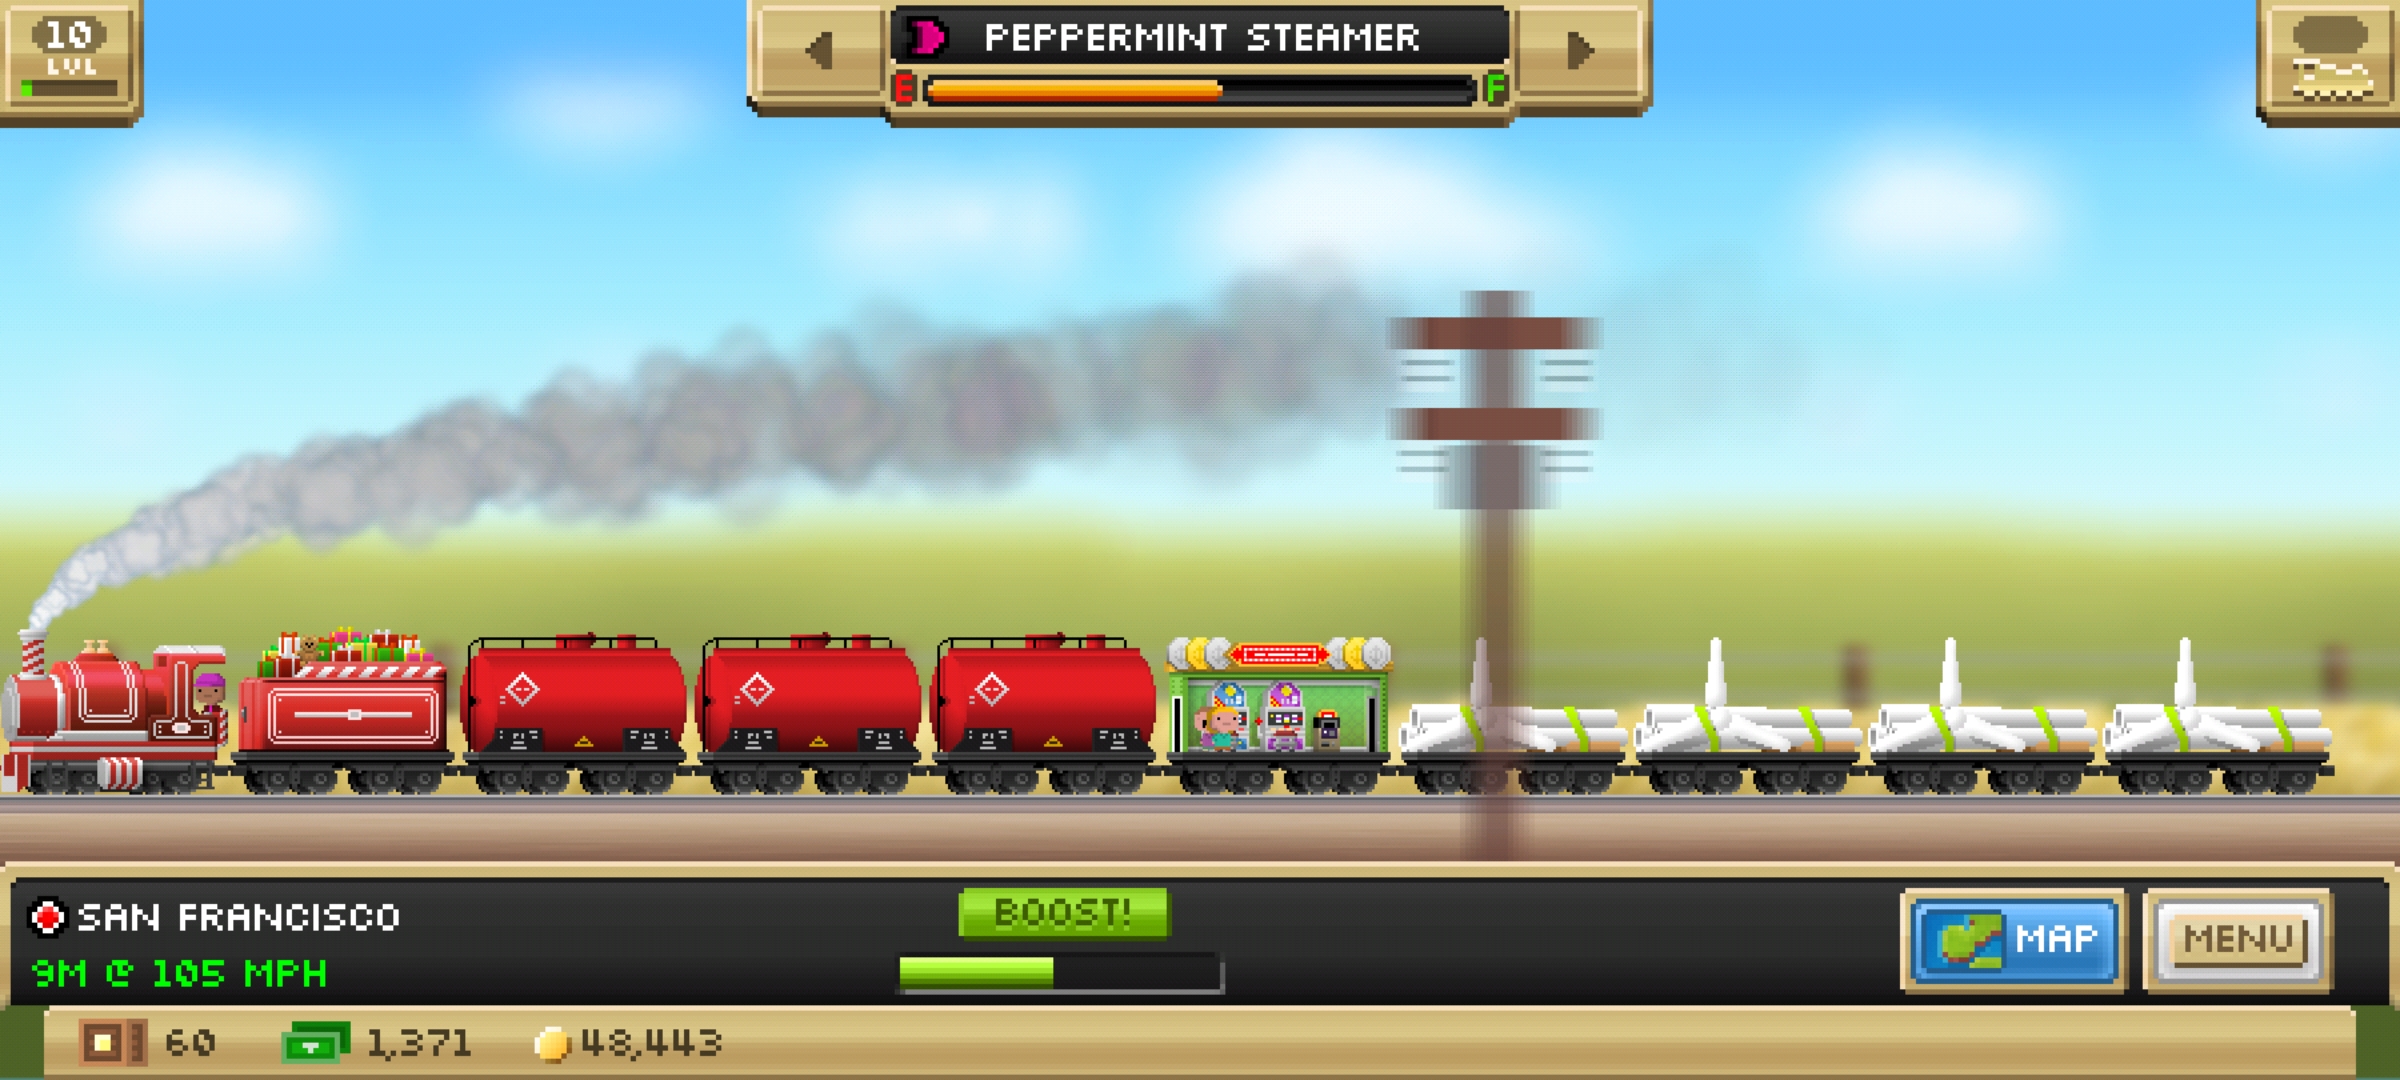 10
LVL
PEPPERMINT STEAMER
E F
SAN FRANCISCO
9M @ 105 MPH
BOOST!
MAP
MENU
60 1,371 48,443